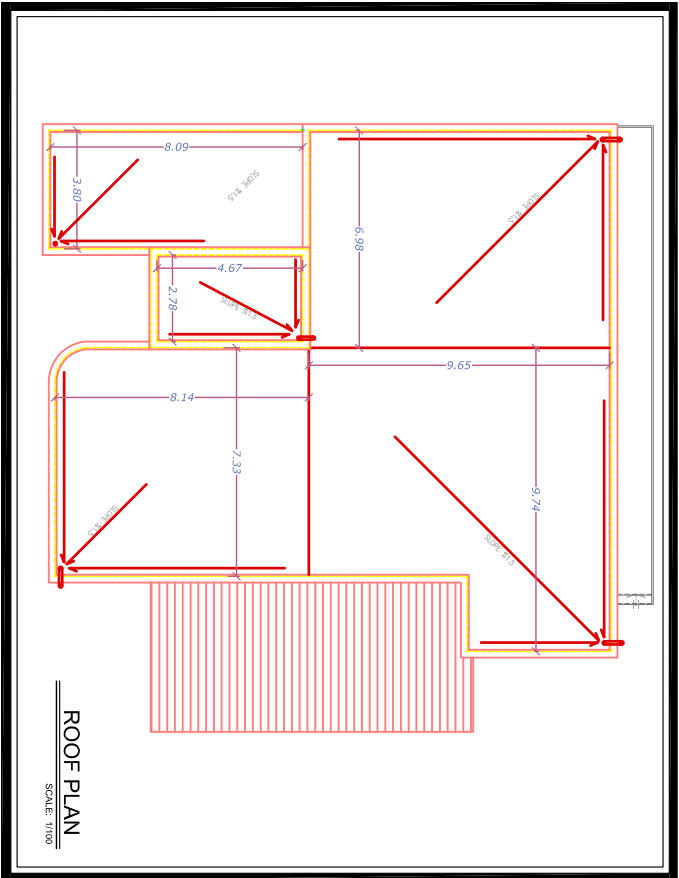 8.09
3.80
SLOPE %1.5
6.98
SLOPE %1.5
4.67
2.78
SLOPE %1.5
9.65
8.14
7.33
9.74
SLOPE %1.5
SLOPE %1.5
ROOF PLAN
SCALE: 1/100